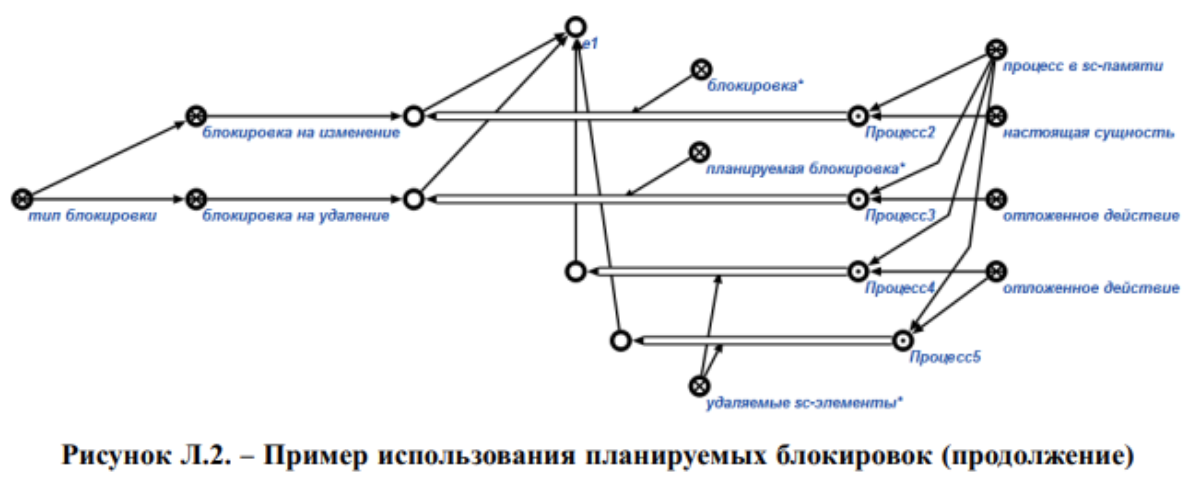 e1
процесс в sc-памяти
блокировка*
блокировка на изменение
Процесс2
настоящая сущность
планируемая блокировка*
тип блокировки
блокировка на удаление
Процесс3
отложенное действие
Процесс4
отложенное действие
Процесс5
удаляемые sc-элементы*
Рисунок Л.2. – Пример использования планируемых блокировок (продолжение)